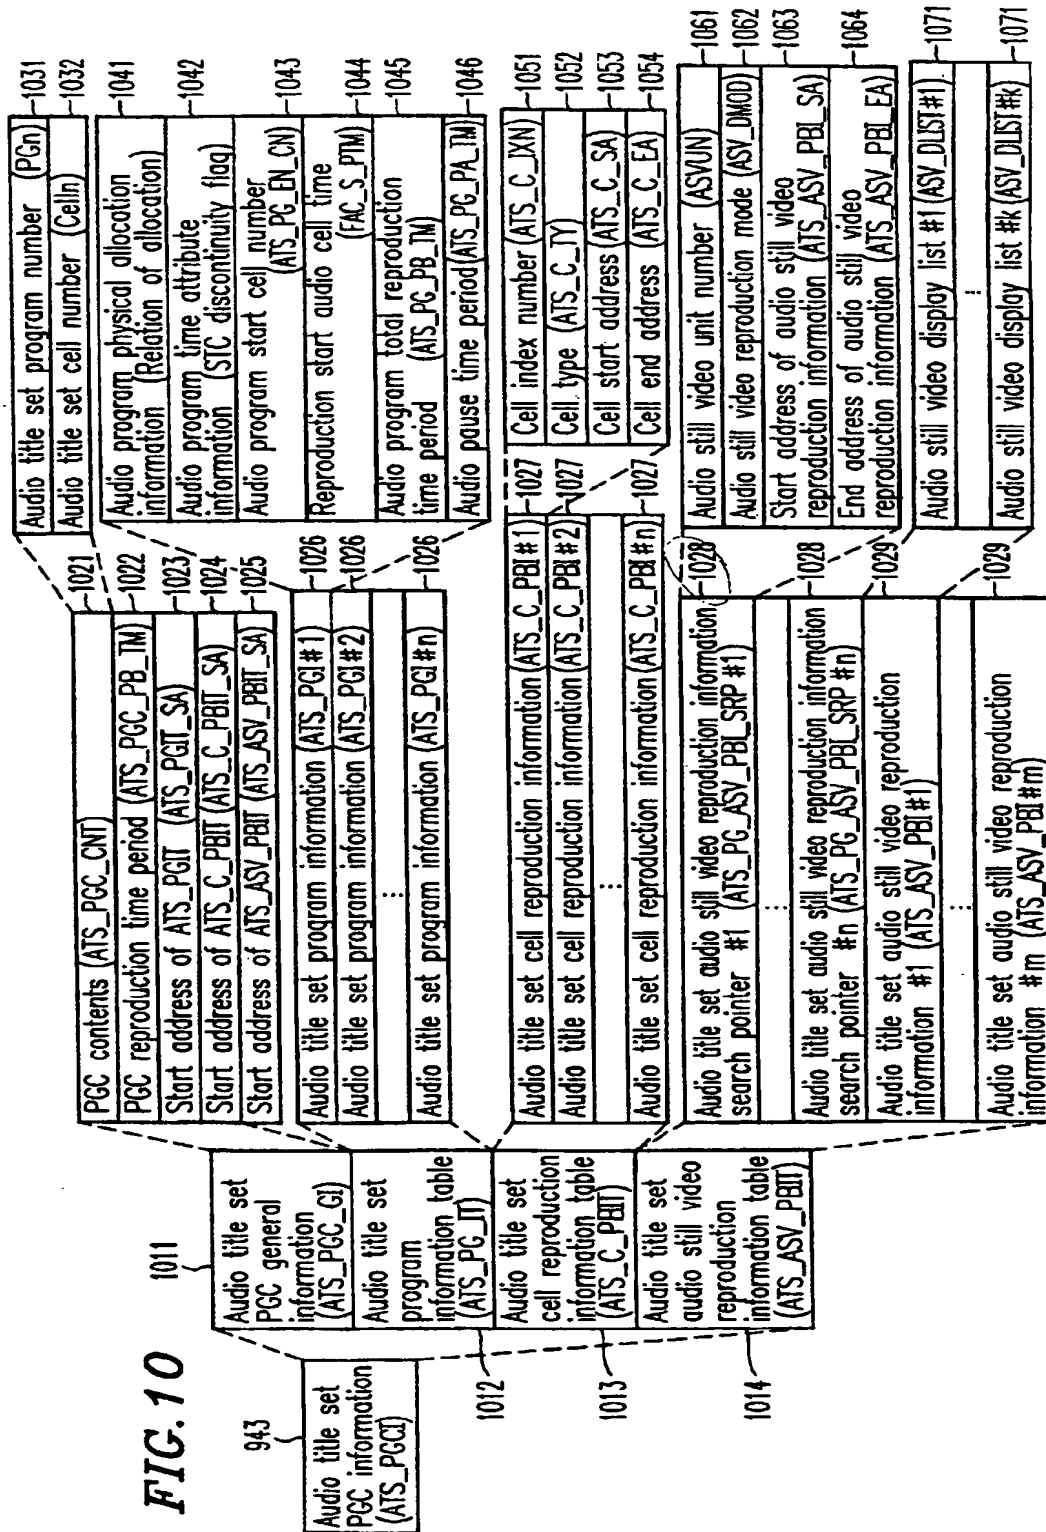 FIG. 10
943
Audio title set
PGC information
(ATS_PGCI)
1011
Audio title set
PGC general
information
(ATS_PGC_GI)
Audio title set
program
information table
(ATS_PG_IT)
Audio title set
cell reproduction
information table
(ATS_C_PBIT)
Audio title set
audio still video
reproduction
information table
(ATS_ASV_PBIT)
1012
1013
1014
PGC contents (ATS_PGC_CNT)
1021
PGC reproduction time period (ATS_PGC_PB_TM)
1022
Start address of ATS_PGIT (ATS_PGIT_SA)
1023
Start address of ATS_C_PBIT (ATS_C_PBIT_SA)
1024
Start address of ATS_ASV_PBIT (ATS_ASV_PBIT_SA)
1025
Audio title set program information (ATS_PGI#1)
1026
Audio title set program information (ATS_PGI#2)
1026
...
Audio title set program information (ATS_PGI#n)
1026
Audio title set cell reproduction information (ATS_C_PBI#1)
1027
Audio title set cell reproduction information (ATS_C_PBI#2)
1027
...
Audio title set cell reproduction information (ATS_C_PBI#n)
1027
Audio title set audio still video reproduction information
search pointer #1 (ATS_PG_ASV_PBI_SRP#1)
1028
...
Audio title set audio still video reproduction information
search pointer #n (ATS_PG_ASV_PBI_SRP#n)
1028
Audio title set audio still video reproduction
information #1 (ATS_ASV_PBI#1)
1029
...
Audio title set audio still video reproduction
information #m (ATS_ASV_PBI#m)
1029
Audio title set program number (PGn)
1031
Audio title set cell number (Celln)
1032
Audio program physical allocation
information (Relation of allocation)
1041
Audio program time attribute
information (STC discontinuity flag)
1042
Audio program start cell number
(ATS_PG_EN_CN)
1043
Reproduction start audio cell time
(FAC_S_PTM)
1044
Audio program total reproduction
time period (ATS_PG_PB_TM)
1045
Audio pause time period (ATS_PG_PA_TM)
1046
Cell index number (ATS_C_IXN)
1051
Cell type (ATS_C_TY)
1052
Cell start address (ATS_C_SA)
1053
Cell end address (ATS_C_EA)
1054
Audio still video unit number (ASVUN)
1061
Audio still video reproduction mode (ASV_DMOD)
1062
Start address of audio still video
reproduction information (ATS_ASV_PBI_SA)
1063
End address of audio still video
reproduction information (ATS_ASV_PBI_EA)
1064
Audio still video display list #1 (ASV_DLIST#1)
1071
...
Audio still video display list #k (ASV_DLIST#k)
1071